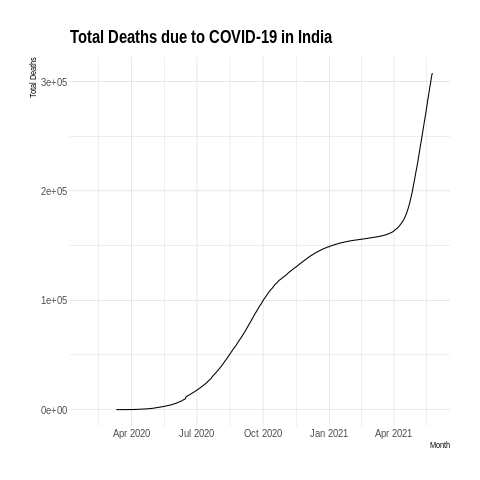 Total Deaths due to COVID-19 in India
Total Deaths
3e+05
2e+05
1e+05
0e+00
Apr 2020 Jul 2020 Oct 2020 Jan 2021 Apr 2021
Month